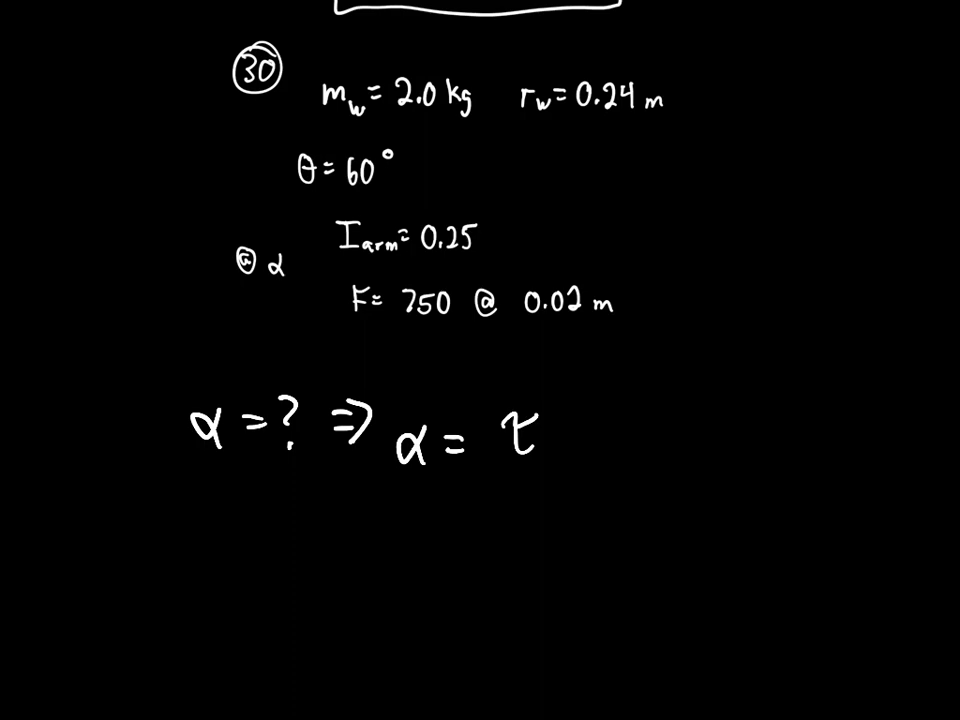 30
m_w = 2.0 kg r_w = 0.24 m
θ = 60°
I_arm = 0.25
ⓐ α
F = 750 @ 0.02 m
α = ? ⇒ α = τ